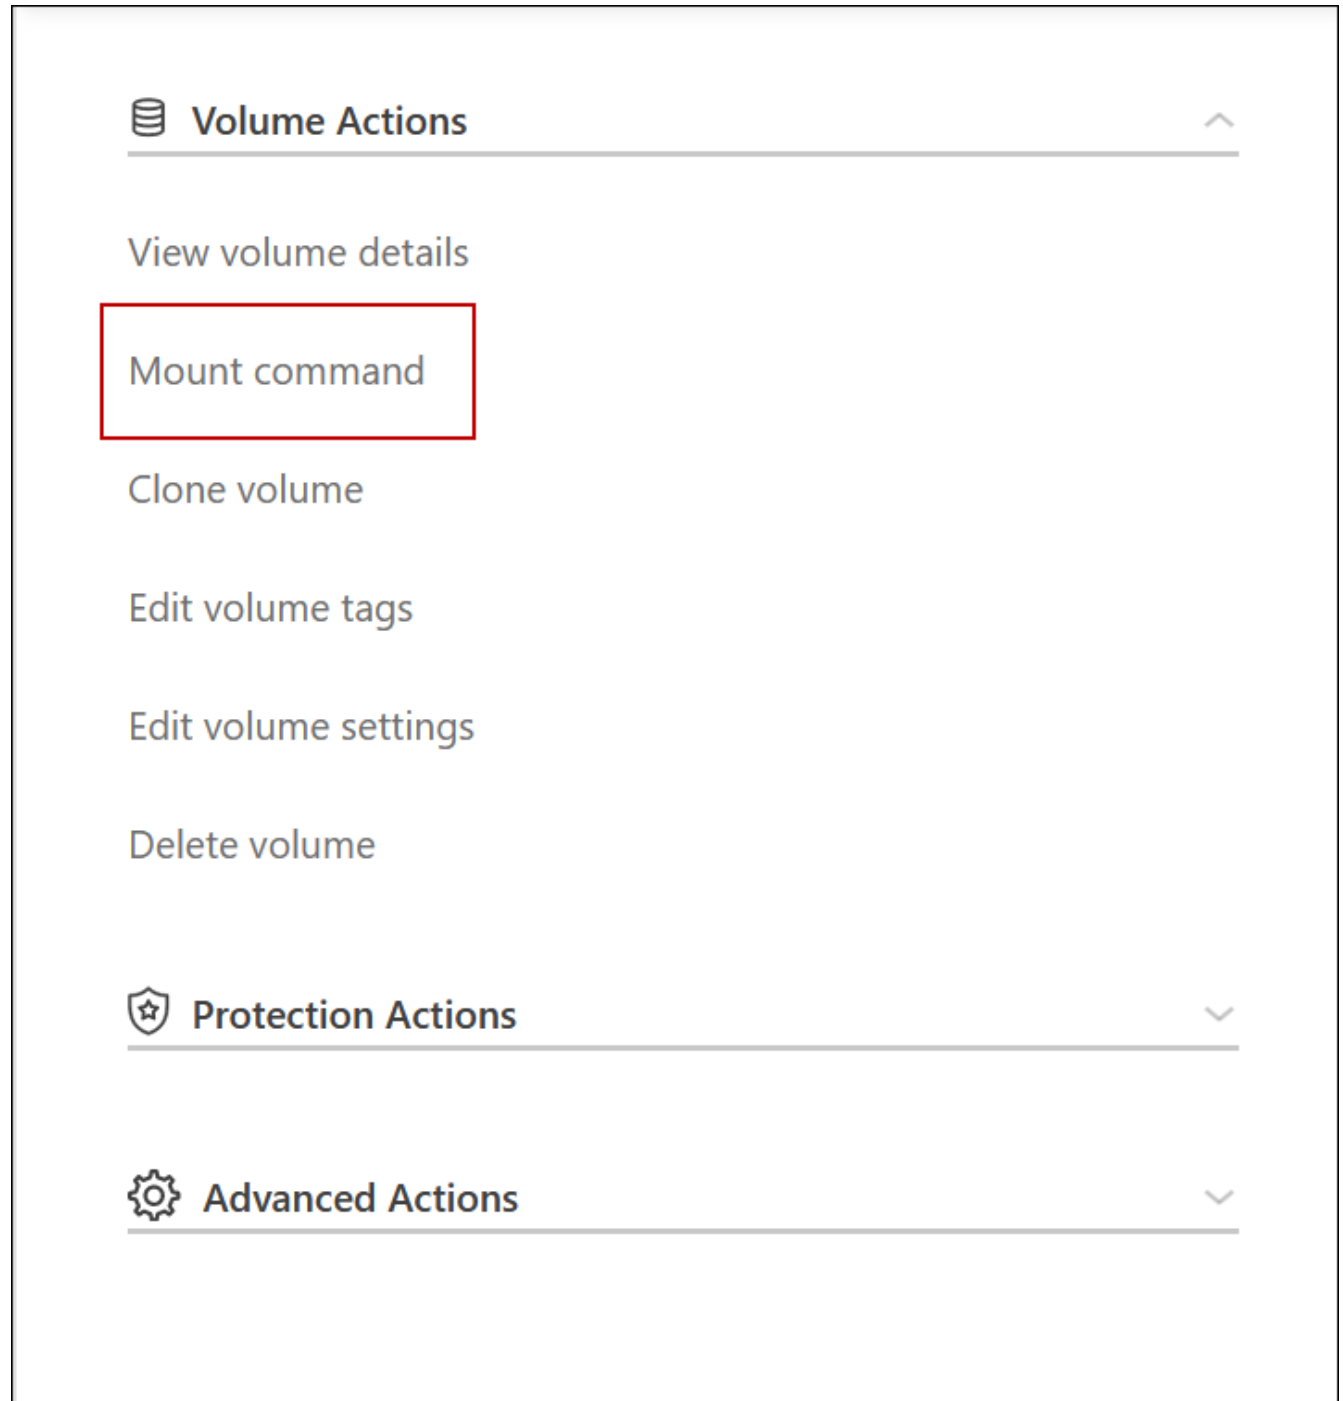 Volume Actions
View volume details
Mount command
Clone volume
Edit volume tags
Edit volume settings
Delete volume
Protection Actions
Advanced Actions